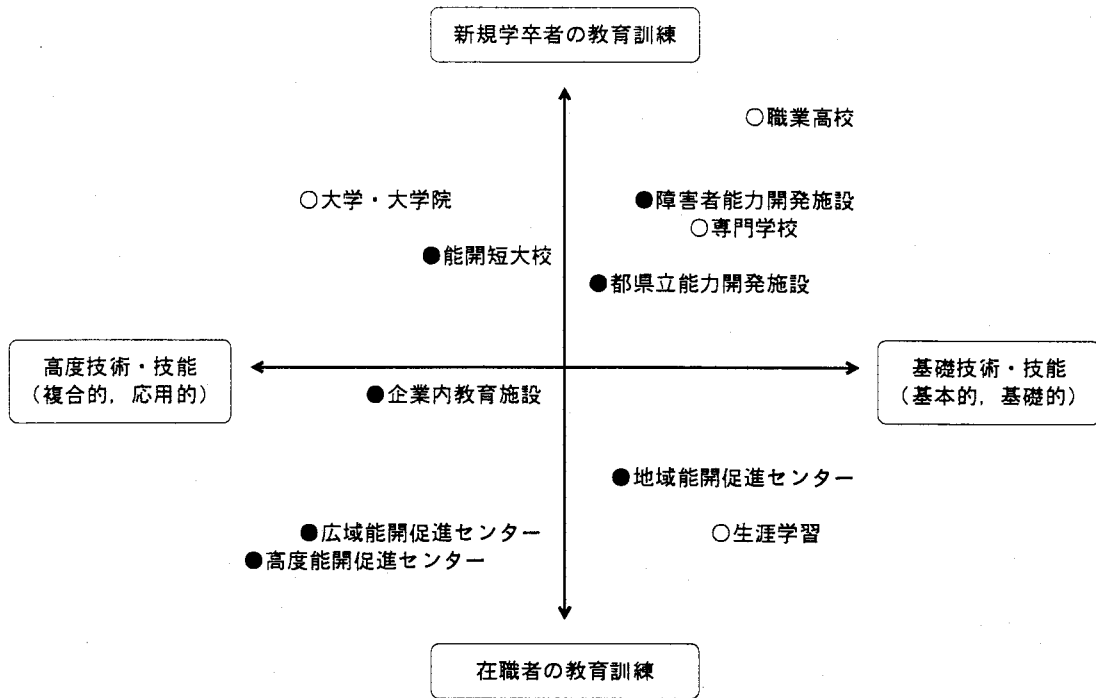 新規学卒者の教育訓練
○職業高校
○大学・大学院
●障害者能力開発施設
○専門学校
●能開短大校
●都県立能力開発施設
高度技術・技能
（複合的，応用的）
基礎技術・技能
（基本的，基礎的）
●企業内教育施設
●地域能開促進センター
●広域能開促進センター
○生涯学習
●高度能開促進センター
在職者の教育訓練